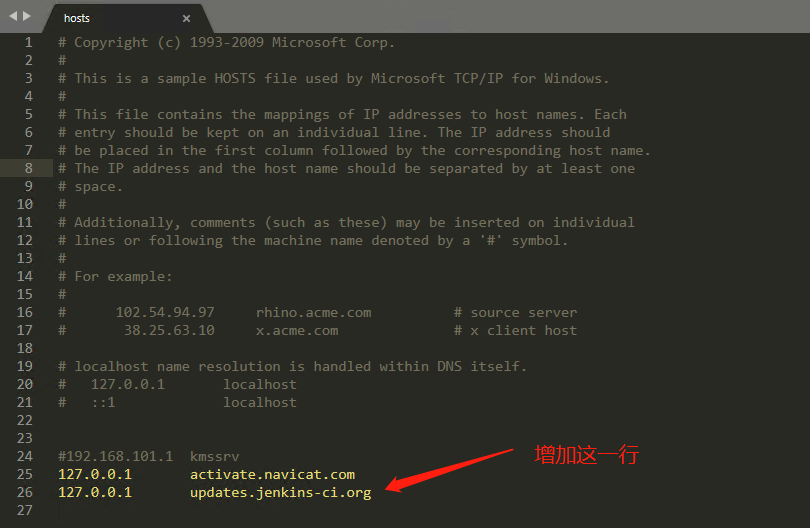 hosts ×
1 # Copyright (c) 1993-2009 Microsoft Corp.
2 #
3 # This is a sample HOSTS file used by Microsoft TCP/IP for Windows.
4 #
5 # This file contains the mappings of IP addresses to host names. Each
6 # entry should be kept on an individual line. The IP address should
7 # be placed in the first column followed by the corresponding host name.
8 # The IP address and the host name should be separated by at least one
9 # space.
10 #
11 # Additionally, comments (such as these) may be inserted on individual
12 # lines or following the machine name denoted by a '#' symbol.
13 #
14 # For example:
15 #
16 #      102.54.94.97     rhino.acme.com          # source server
17 #       38.25.63.10     x.acme.com              # x client host
18
19 # localhost name resolution is handled within DNS itself.
20 #   127.0.0.1       localhost
21 #   ::1             localhost
22
23
24 #192.168.101.1  kmssrv
25 127.0.0.1       activate.navicat.com
26 127.0.0.1       updates.jenkins-ci.org
27
增加这一行